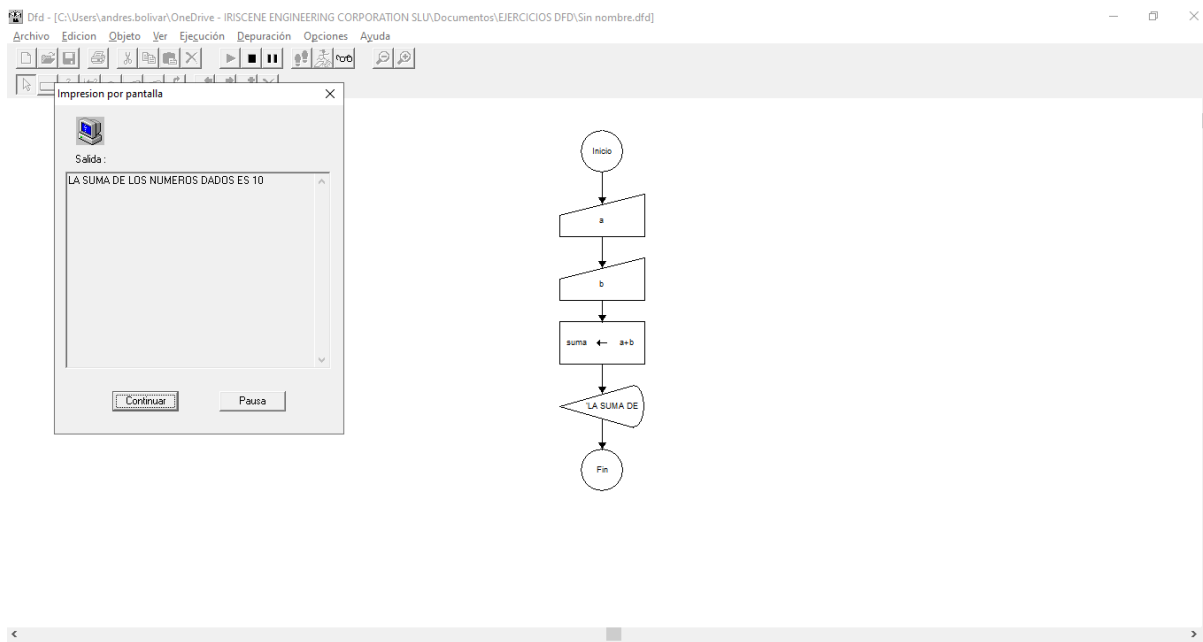 Dfd - [C:\Users\andres.bolivar\OneDrive - IRISCENE ENGINEERING CORPORATION SLU\Documentos\EJERCICIOS DFD\Sin nombre.dfd]
Archivo Edicion Objeto Ver Ejecución Depuración Opciones Ayuda
Impresion por pantalla
Salida :
LA SUMA DE LOS NUMEROS DADOS ES 10
Continuar Pausa
Inicio
a
b
suma ← a+b
'LA SUMA DE
Fin